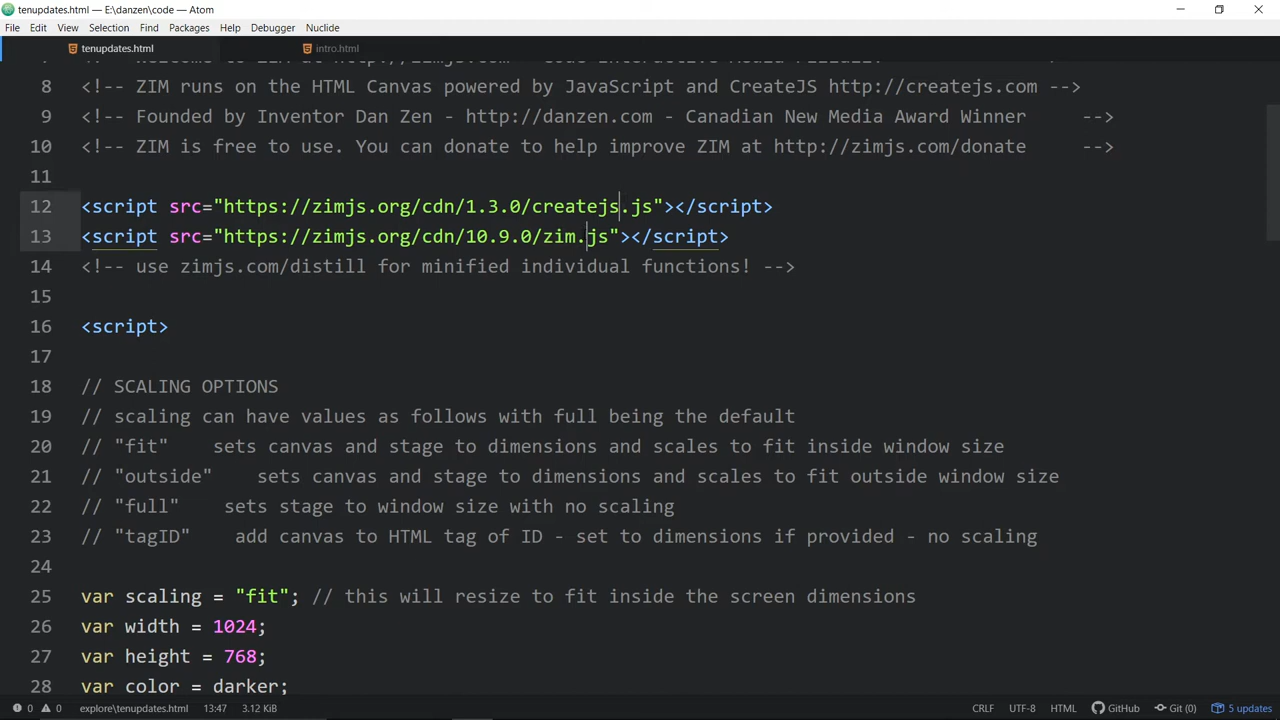 tenupdates.html — E:\danzen\code — Atom
File Edit View Selection Find Packages Help Debugger Nuclide
tenupdates.html intro.html
8 <!-- ZIM runs on the HTML Canvas powered by JavaScript and CreateJS http://createjs.com -->
9 <!-- Founded by Inventor Dan Zen - http://danzen.com - Canadian New Media Award Winner -->
10 <!-- ZIM is free to use. You can donate to help improve ZIM at http://zimjs.com/donate -->
11
12 <script src="https://zimjs.org/cdn/1.3.0/createjs.js"></script>
13 <script src="https://zimjs.org/cdn/10.9.0/zim.js"></script>
14 <!-- use zimjs.com/distill for minified individual functions! -->
15
16 <script>
17
18 // SCALING OPTIONS
19 // scaling can have values as follows with full being the default
20 // "fit" sets canvas and stage to dimensions and scales to fit inside window size
21 // "outside" sets canvas and stage to dimensions and scales to fit outside window size
22 // "full" sets stage to window size with no scaling
23 // "tagID" add canvas to HTML tag of ID - set to dimensions if provided - no scaling
24
25 var scaling = "fit"; // this will resize to fit inside the screen dimensions
26 var width = 1024;
27 var height = 768;
28 var color = darker;
0 0 explore\tenupdates.html 13:47 3.12 KiB CRLF UTF-8 HTML GitHub Git (0) 5 updates